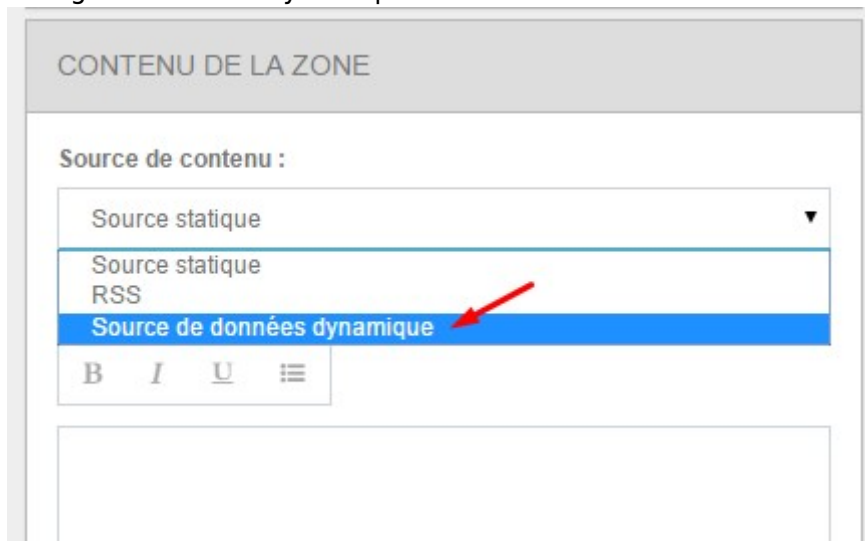 CONTENU DE LA ZONE
Source de contenu :
Source statique
Source statique
RSS
Source de données dynamique
B I U